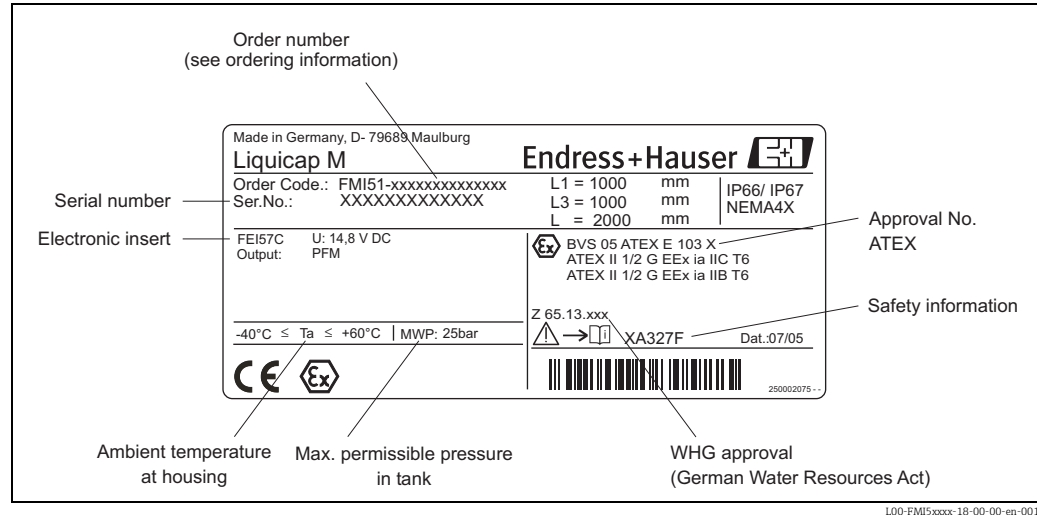 Order number
(see ordering information)
Made in Germany, D- 79689 Maulburg
Liquicap M
Endress+Hauser
Order Code.: FMI51-xxxxxxxxxxxxxx
Ser.No.: XXXXXXXXXXXXX
L1 = 1000 mm
L3 = 1000 mm
L = 2000 mm
IP66/ IP67
NEMA4X
Serial number
Electronic insert
FEI57C U: 14,8 V DC
Output: PFM
Ex BVS 05 ATEX E 103 X
ATEX II 1/2 G EEx ia IIC T6
ATEX II 1/2 G EEx ia IIB T6
Approval No.
ATEX
Z 65.13.xxx
Safety information
-40°C ≤ Ta ≤ +60°C | MWP: 25bar
i XA327F Dat.:07/05
CE Ex
250002075 - -
Ambient temperature
at housing
Max. permissible pressure
in tank
WHG approval
(German Water Resources Act)
L00-FMI5xxxx-18-00-00-en-001